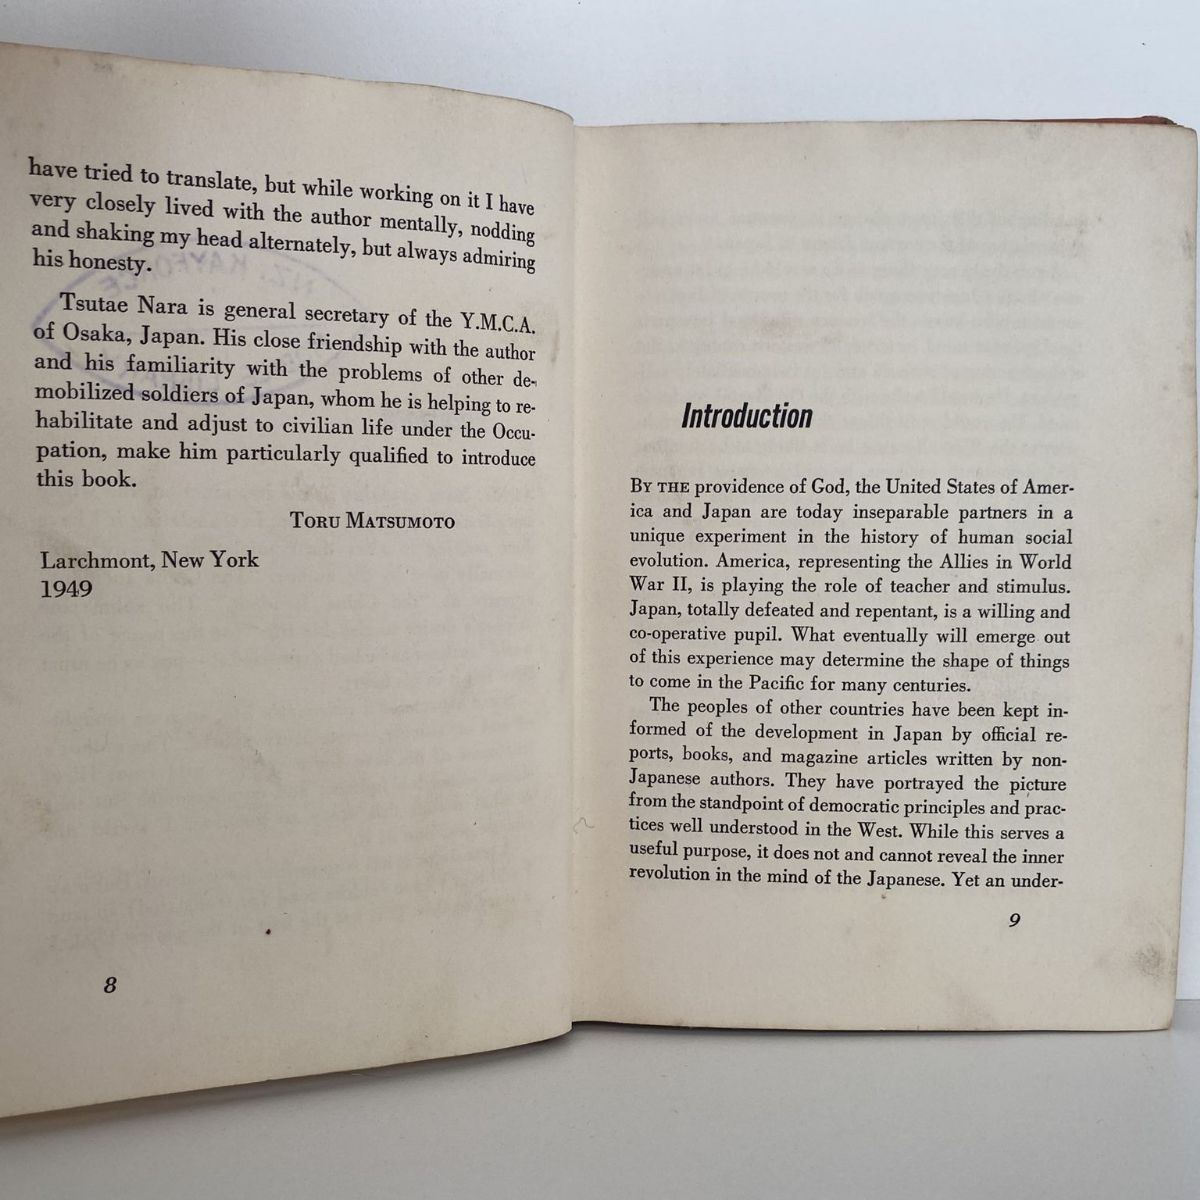 have tried to translate, but while working on it I have
very closely lived with the author mentally, nodding
and shaking my head alternately, but always admiring
his honesty.
Tsutae Nara is general secretary of the Y.M.C.A.
of Osaka, Japan. His close friendship with the author
and his familiarity with the problems of other de-
mobilized soldiers of Japan, whom he is helping to re-
habilitate and adjust to civilian life under the Occu-
pation, make him particularly qualified to introduce
this book.
TORU MATSUMOTO
Larchmont, New York
1949
8
Introduction
BY THE providence of God, the United States of Amer-
ica and Japan are today inseparable partners in a
unique experiment in the history of human social
evolution. America, representing the Allies in World
War II, is playing the role of teacher and stimulus.
Japan, totally defeated and repentant, is a willing and
co-operative pupil. What eventually will emerge out
of this experience may determine the shape of things
to come in the Pacific for many centuries.
The peoples of other countries have been kept in-
formed of the development in Japan by official re-
ports, books, and magazine articles written by non-
Japanese authors. They have portrayed the picture
from the standpoint of democratic principles and prac-
tices well understood in the West. While this serves a
useful purpose, it does not and cannot reveal the inner
revolution in the mind of the Japanese. Yet an under-
9